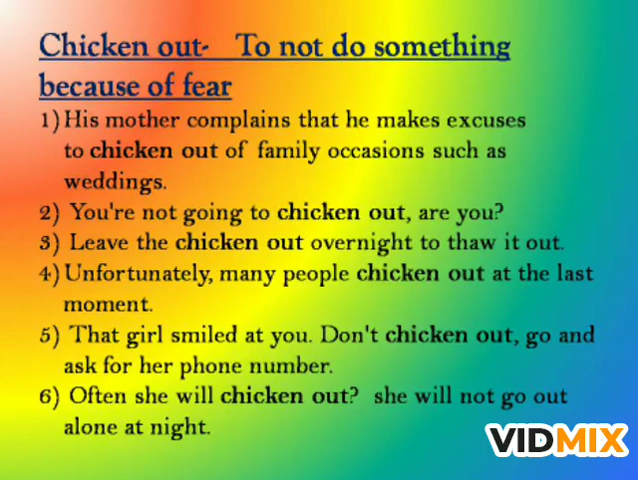 Chicken out- To not do something
because of fear
1) His mother complains that he makes excuses
to chicken out of family occasions such as
weddings.
2) You're not going to chicken out, are you?
3) Leave the chicken out overnight to thaw it out.
4) Unfortunately, many people chicken out at the last
moment.
5) That girl smiled at you. Don't chicken out, go and
ask for her phone number.
6) Often she will chicken out? she will not go out
alone at night.
VIDMIX